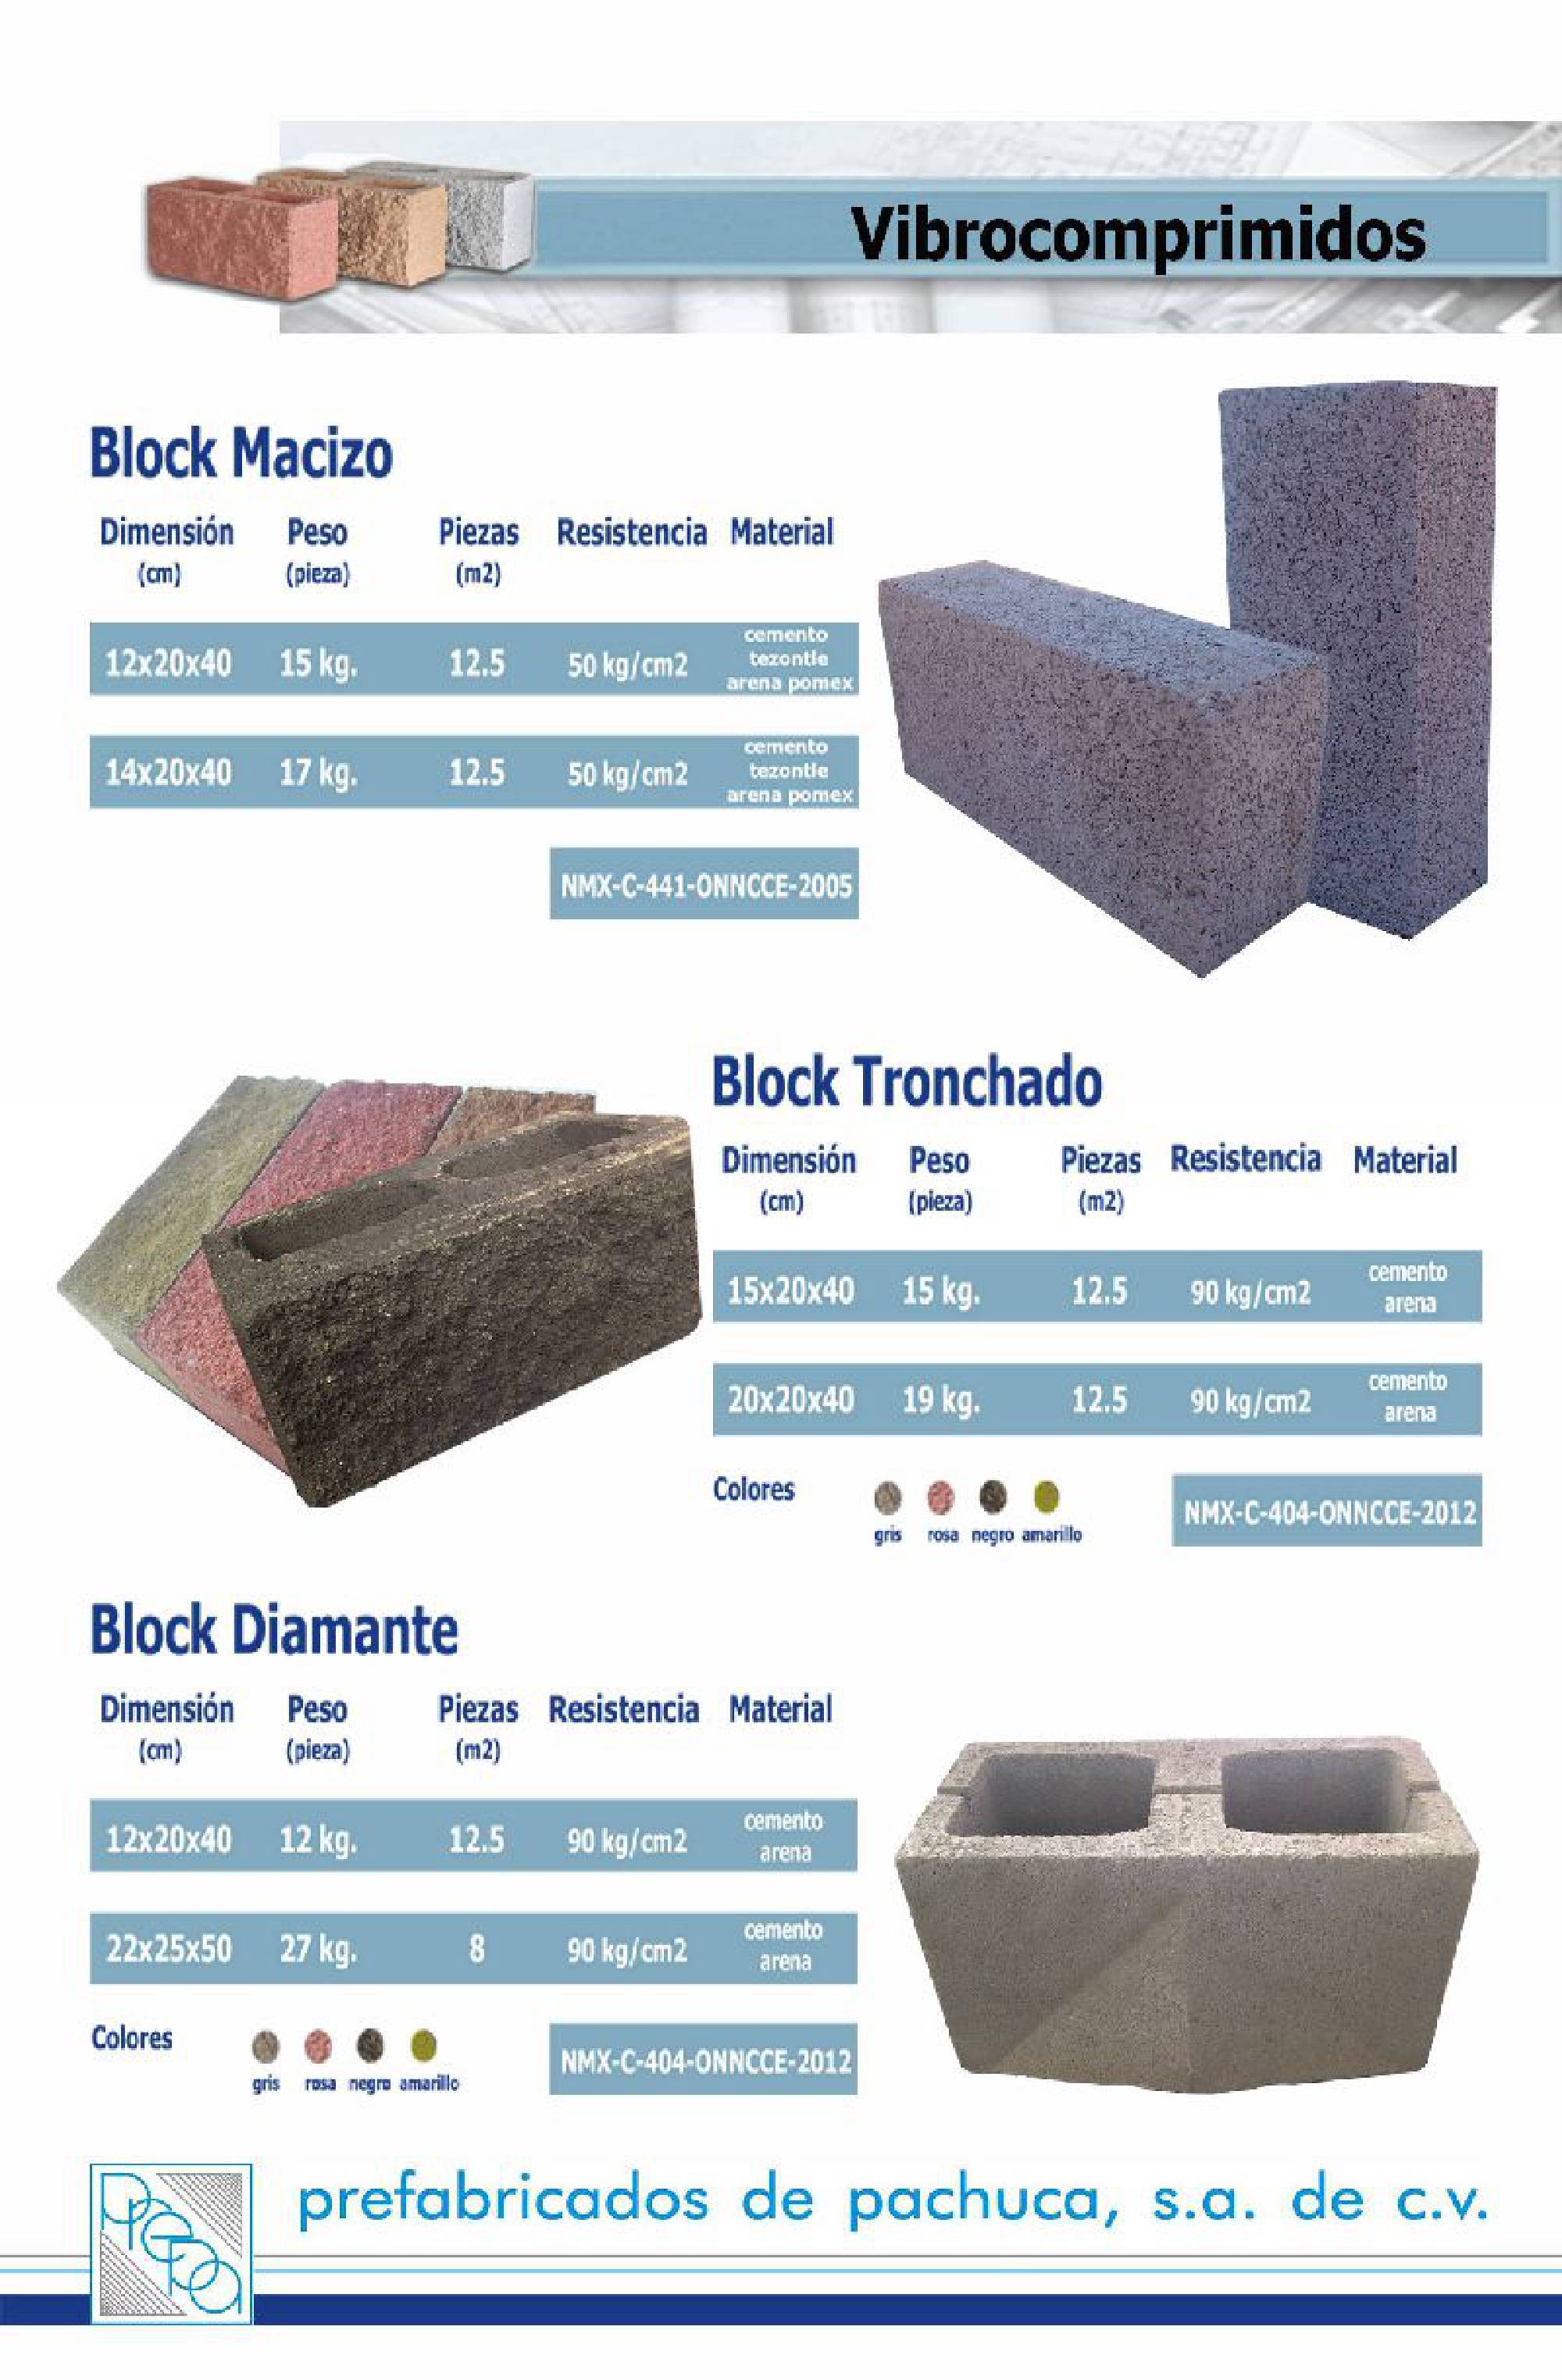 Vibrocomprimidos
Block Macizo
Dimensión Peso Piezas Resistencia Material
(cm) (pieza) (m2)
12x20x40 15 kg. 12.5 50 kg/cm2 cemento
tezontle
arena pomex
14x20x40 17 kg. 12.5 50 kg/cm2 cemento
tezontle
arena pomex
NMX-C-441-ONNCCE-2005
Block Tronchado
Dimensión Peso Piezas Resistencia Material
(cm) (pieza) (m2)
15x20x40 15 kg. 12.5 90 kg/cm2 cemento
arena
20x20x40 19 kg. 12.5 90 kg/cm2 cemento
arena
Colores
gris rosa negro amarillo
NMX-C-404-ONNCCE-2012
Block Diamante
Dimensión Peso Piezas Resistencia Material
(cm) (pieza) (m2)
12x20x40 12 kg. 12.5 90 kg/cm2 cemento
arena
22x25x50 27 kg. 8 90 kg/cm2 cemento
arena
Colores
gris rosa negro amarillo
NMX-C-404-ONNCCE-2012
Prepa
prefabricados de pachuca, s.a. de c.v.